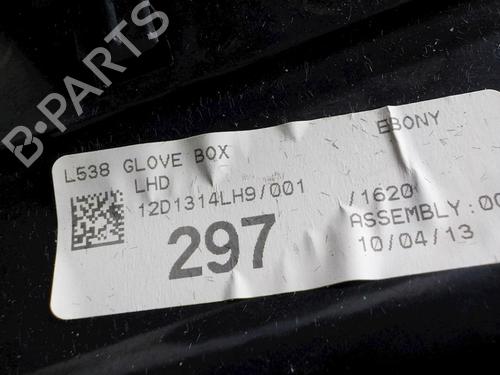 B-PARTS
L538 GLOVE BOX EBONY
LHD
12D1314LH9/001 /1620
297 ASSEMBLY:00
10/04/13